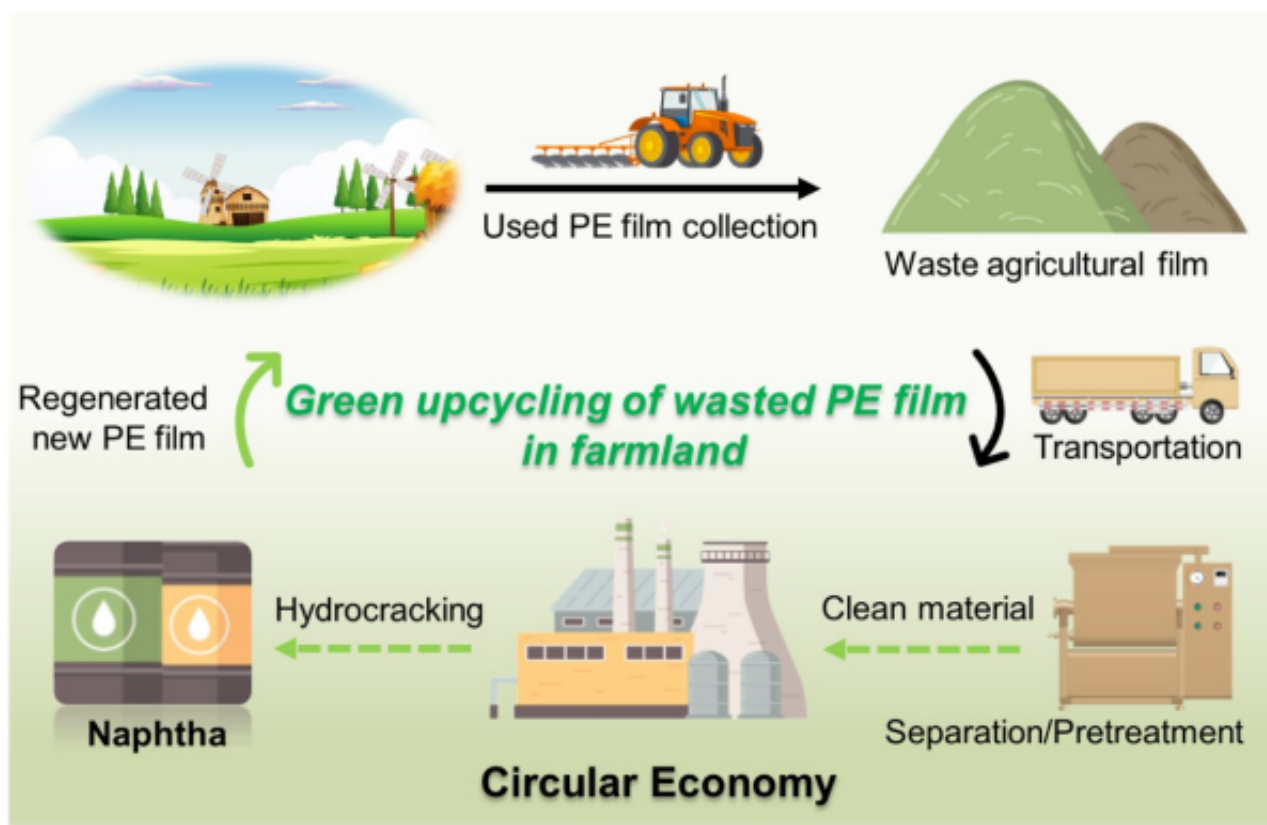 Used PE film collection
Waste agricultural film
Regenerated
new PE film
Green upcycling of wasted PE film
in farmland
Transportation
Hydrocracking
Clean material
Naphtha
Separation/Pretreatment
Circular Economy